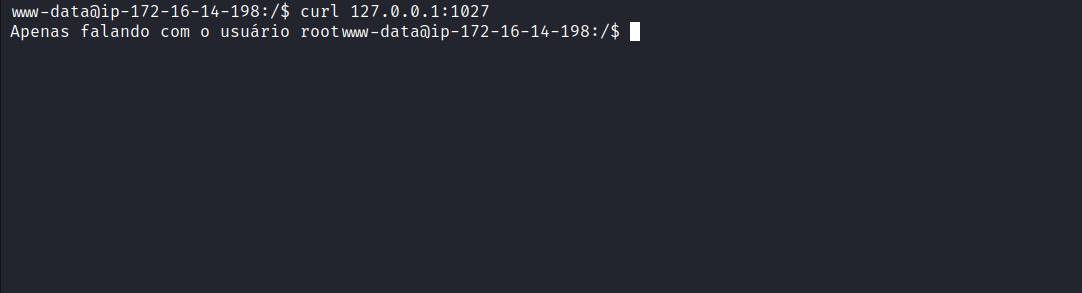 www-data@ip-172-16-14-198:/$ curl 127.0.0.1:1027
Apenas falando com o usuário rootwww-data@ip-172-16-14-198:/$